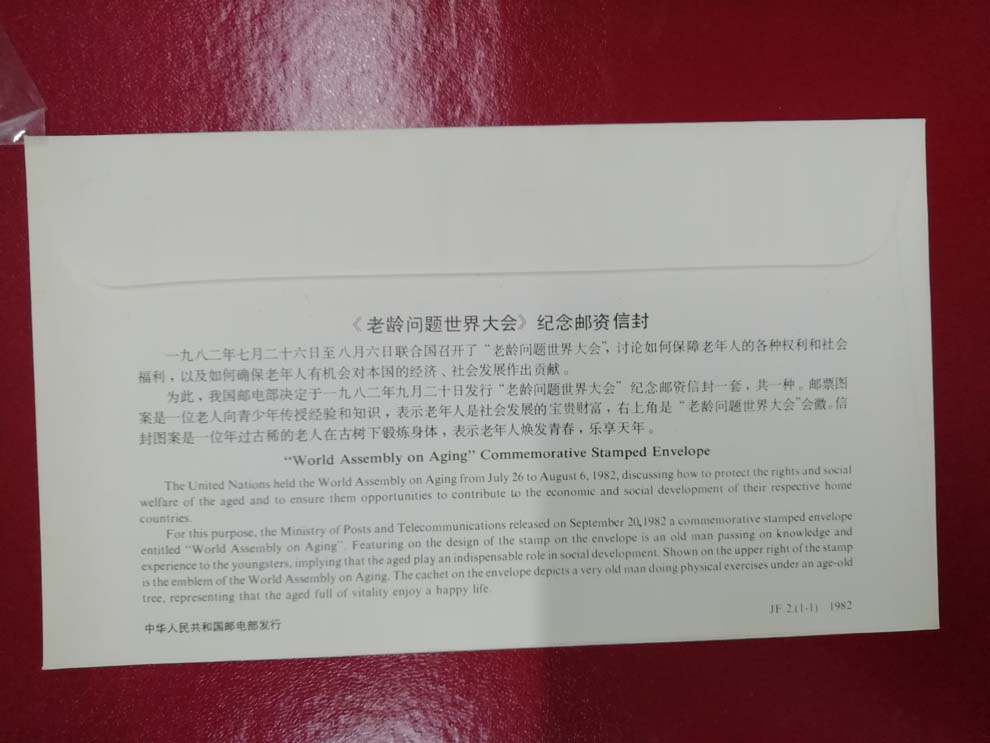 《老龄问题世界大会》纪念邮资信封
一九八二年七月二十六日至八月六日联合国召开了“老龄问题世界大会”,讨论如何保障老年人的各种权利和社会
福利,以及如何确保老年人有机会对本国的经济、社会发展作出贡献。
为此,我国邮电部决定于一九八二年九月二十日发行“老龄问题世界大会”纪念邮资信封一套,共一种。邮票图
案是一位老人向青少年传授经验和知识,表示老年人是社会发展的宝贵财富,右上角是“老龄问题世界大会”会徽。信
封图案是一位年过古稀的老人在古树下锻炼身体,表示老年人焕发青春,乐享天年。
“World Assembly on Aging” Commemorative Stamped Envelope
The United Nations held the World Assembly on Aging from July 26 to August 6, 1982, discussing how to protect the rights and social
welfare of the aged and to ensure them opportunities to contribute to the economic and social development of their respective home
countries.
For this purpose, the Ministry of Posts and Telecommunications released on September 20,1982 a commemorative stamped envelope
entitled “World Assembly on Aging”. Featuring on the design of the stamp on the envelope is an old man passing on knowledge and
experience to the youngsters, implying that the aged play an indispensable role in social development. Shown on the upper right of the stamp
is the emblem of the World Assembly on Aging. The cachet on the envelope depicts a very old man doing physical exercises under an age-old
tree, representing that the aged full of vitality enjoy a happy life.
中华人民共和国邮电部发行
JF.2.(1-1) 1982